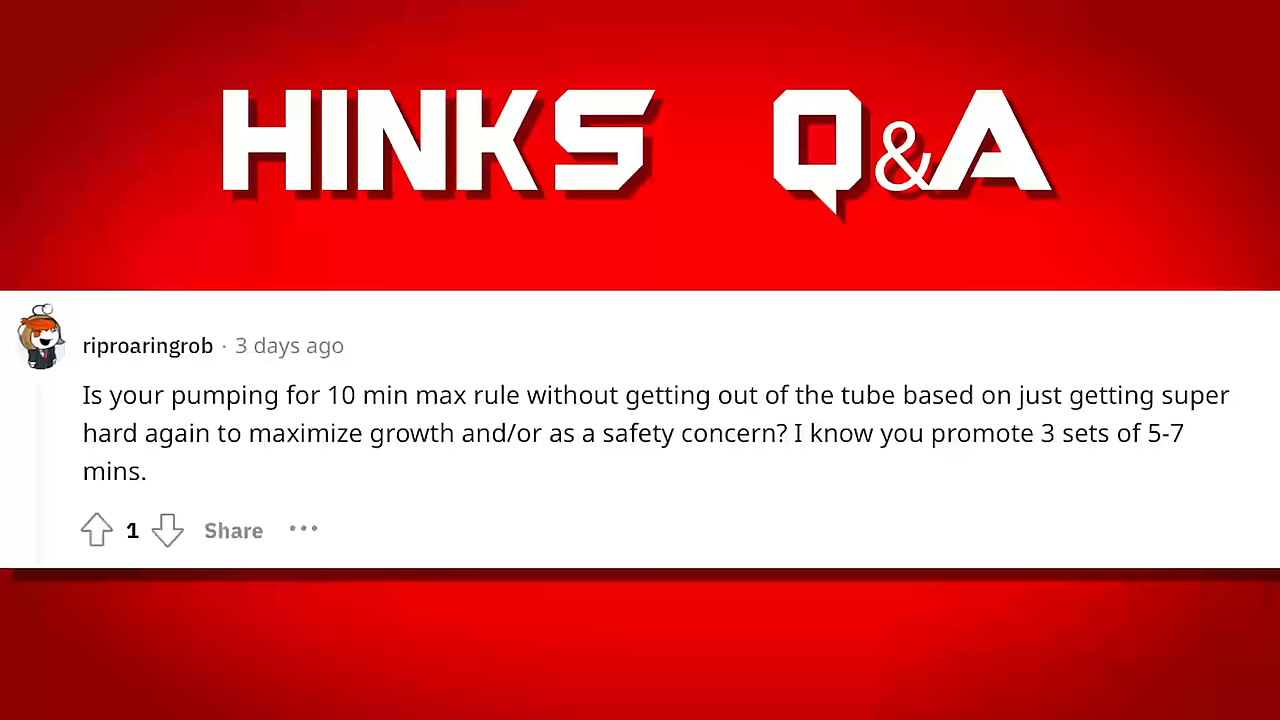 HINKS Q&A
riproaringrob · 3 days ago
Is your pumping for 10 min max rule without getting out of the tube based on just getting super
hard again to maximize growth and/or as a safety concern? I know you promote 3 sets of 5-7
mins.
1 Share ···